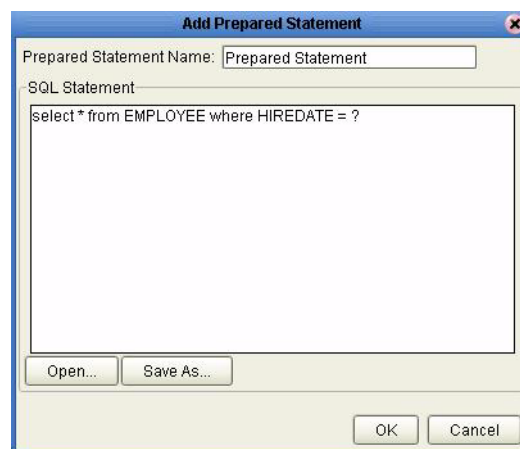 Add Prepared Statement
Prepared Statement Name: Prepared Statement
SQL Statement
select * from EMPLOYEE where HIREDATE = ?
Open... Save As...
OK Cancel